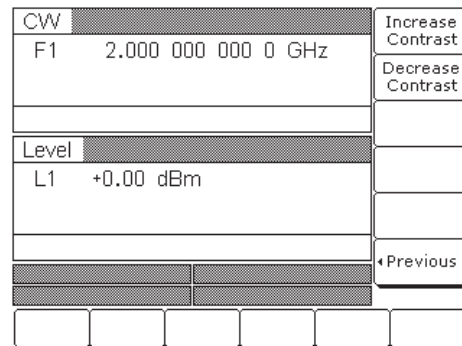 CW
F1 2.000 000 000 0 GHz
Level
L1 +0.00 dBm
Increase
Contrast
Decrease
Contrast
◂Previous